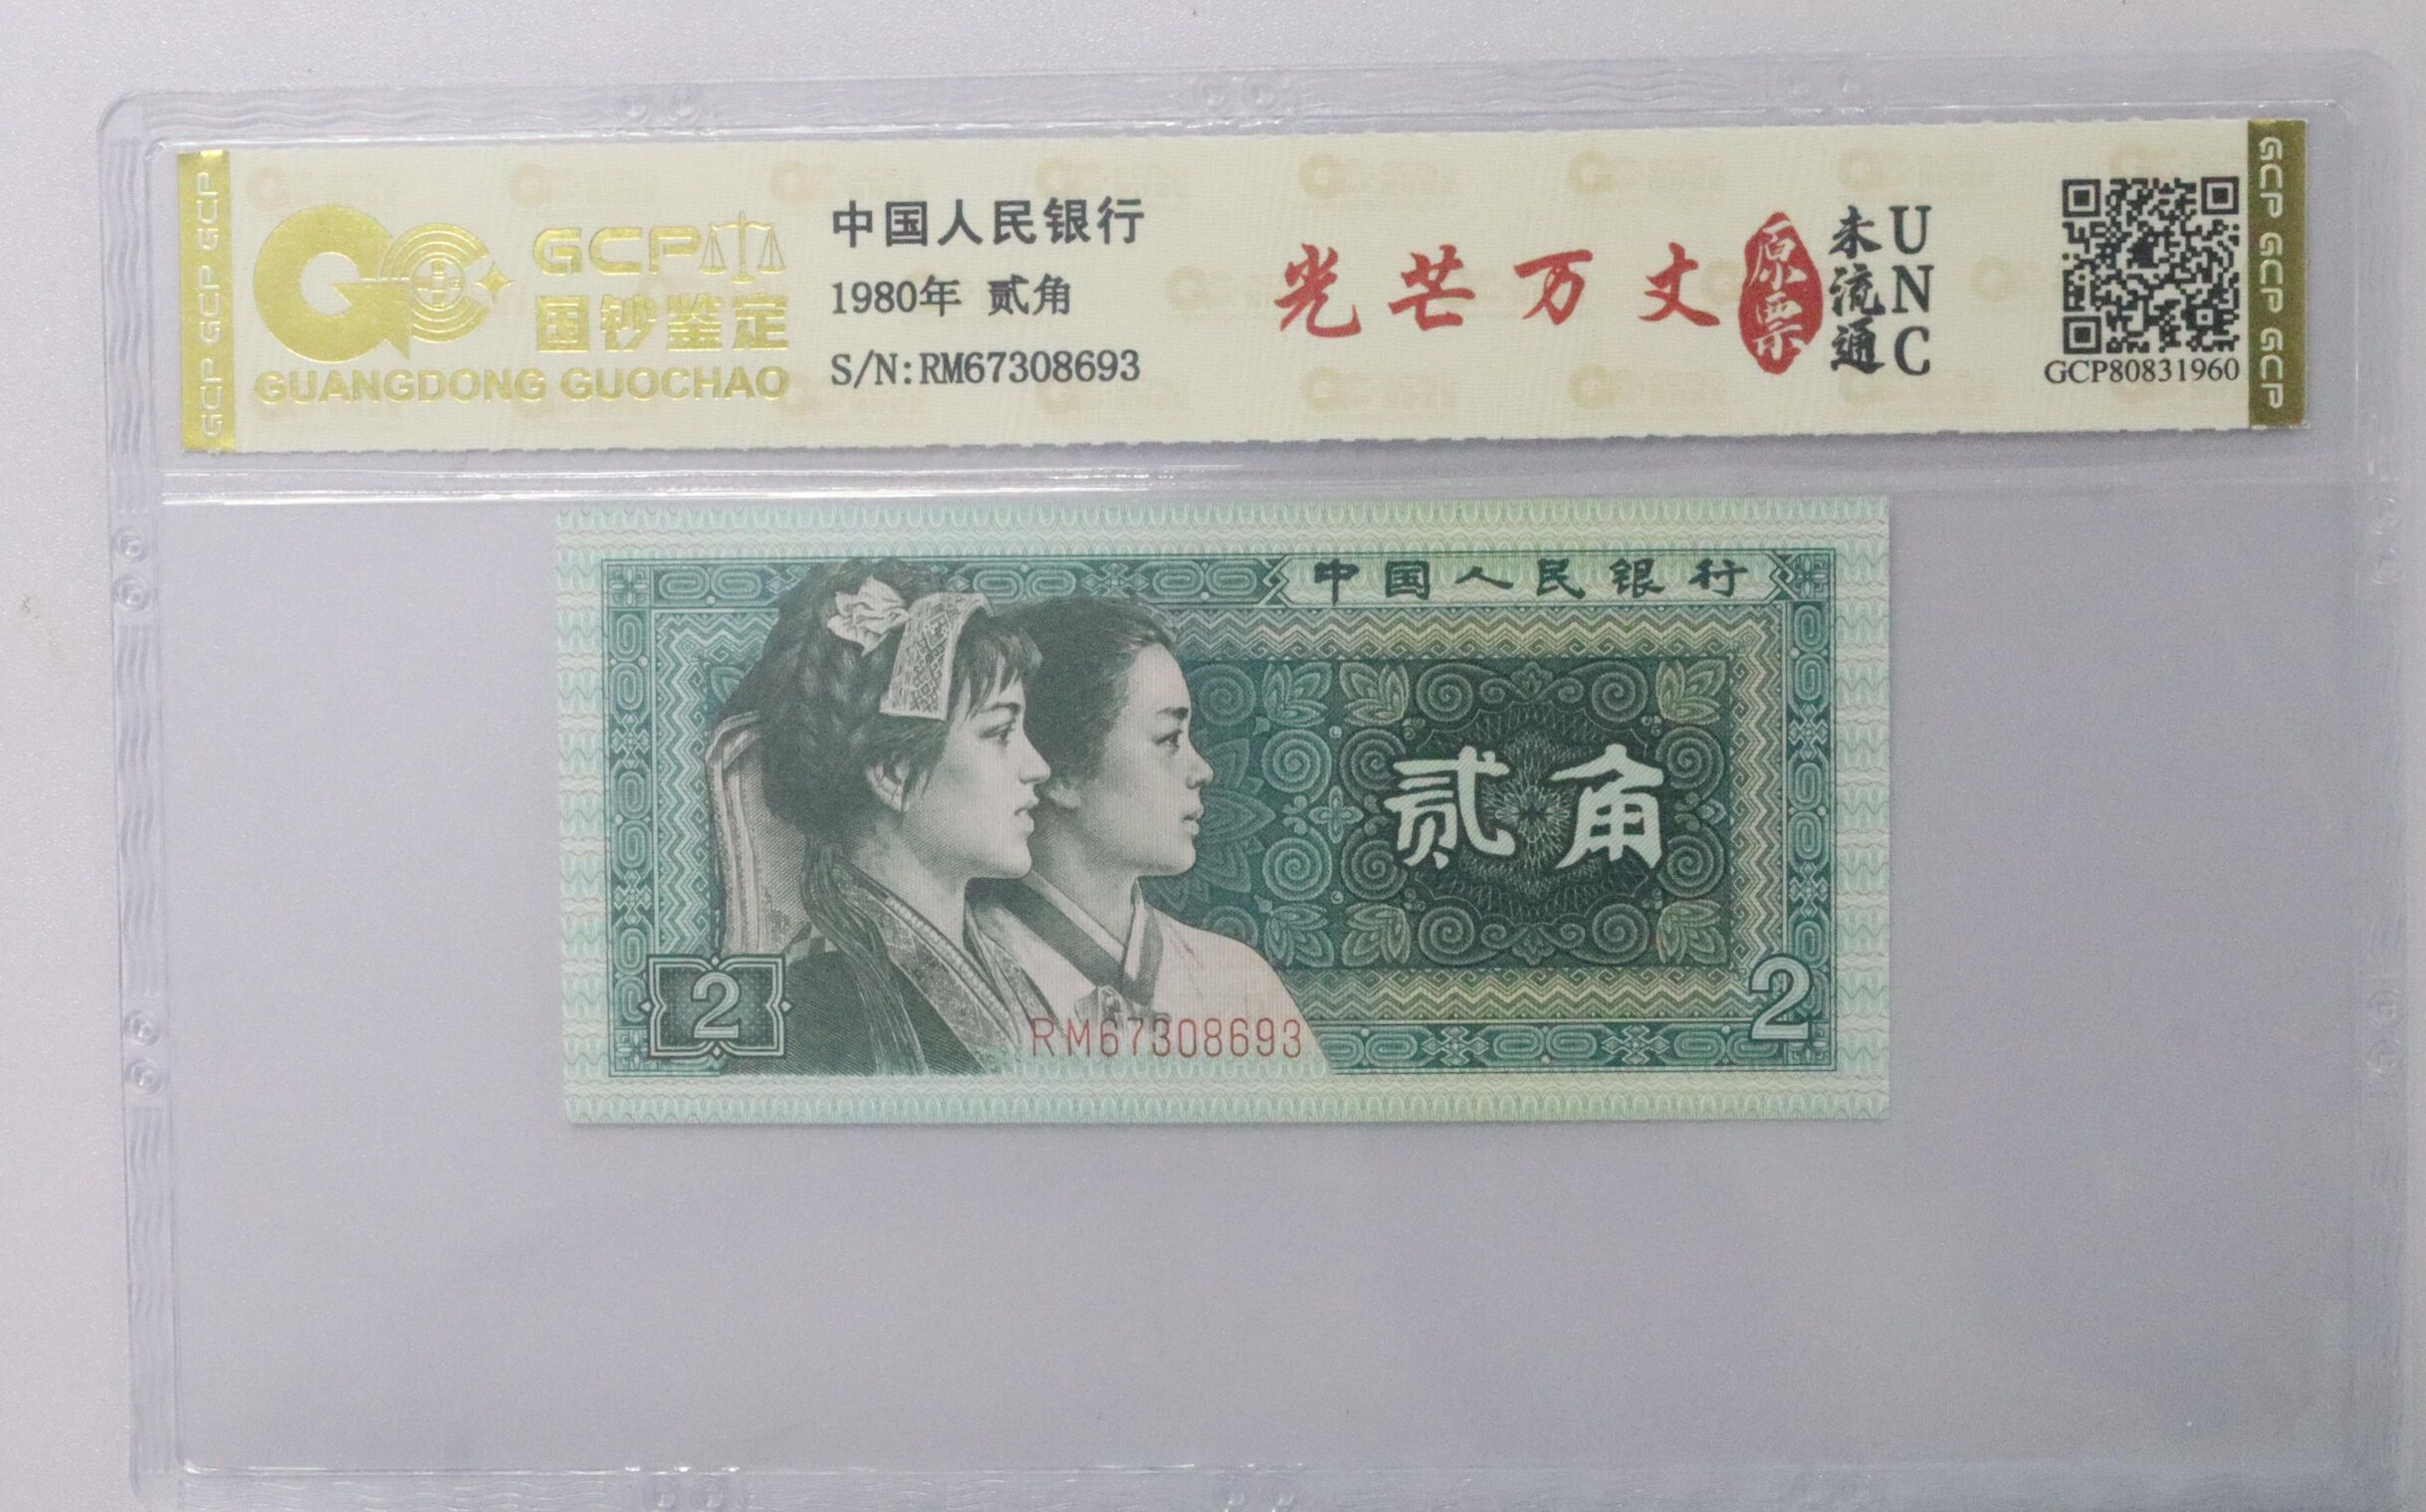 GCP GCP GCP
GCP
国钞鉴定
GUANGDONG GUOCHAO
中国人民银行
1980年 贰角
S/N:RM67308693
光芒万丈
原票
未流通
UNC
GCP80831960
GCP GCP GCP
中国人民银行
贰角
2
2
RM67308693